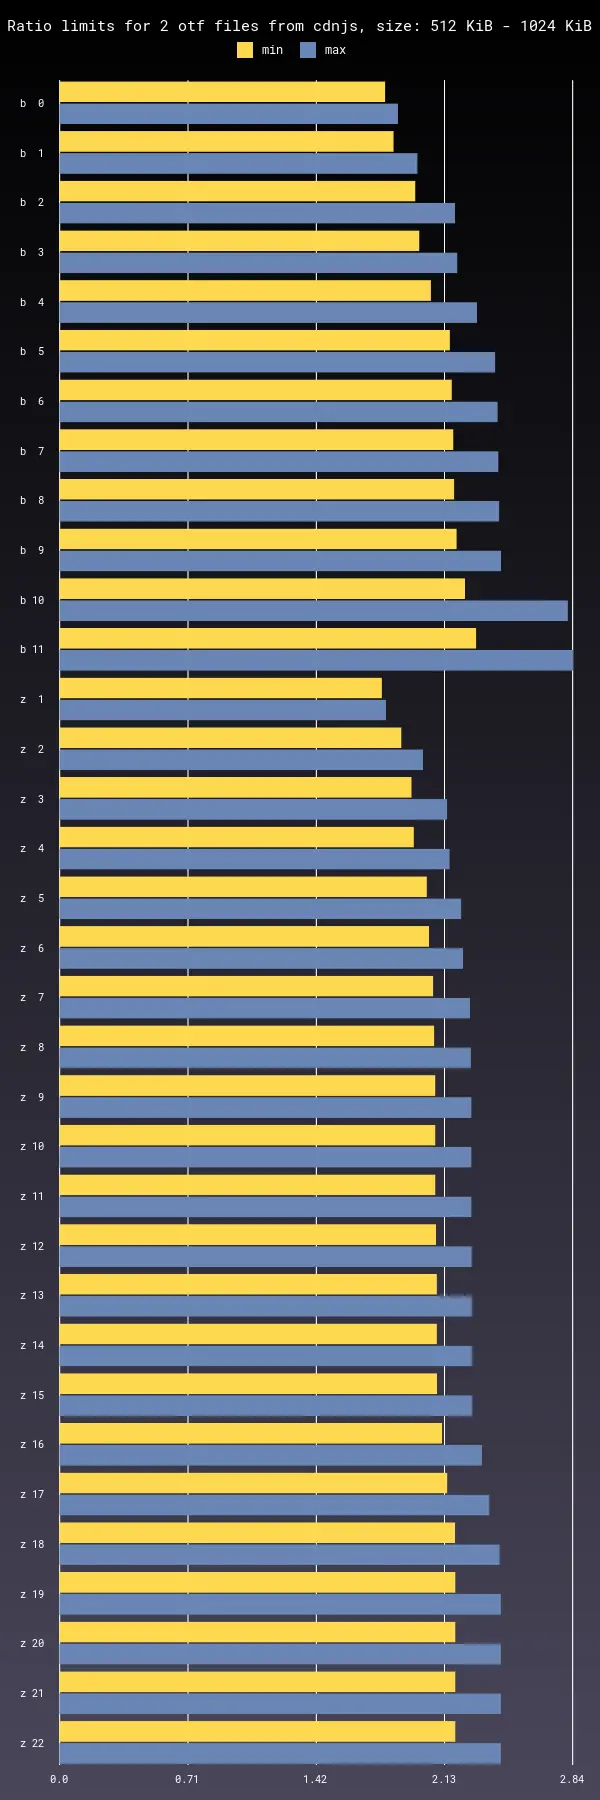 Ratio limits for 2 otf files from cdnjs, size: 512 KiB - 1024 KiB
min max
b 0
b 1
b 2
b 3
b 4
b 5
b 6
b 7
b 8
b 9
b 10
b 11
z 1
z 2
z 3
z 4
z 5
z 6
z 7
z 8
z 9
z 10
z 11
z 12
z 13
z 14
z 15
z 16
z 17
z 18
z 19
z 20
z 21
z 22
0.0 0.71 1.42 2.13 2.84